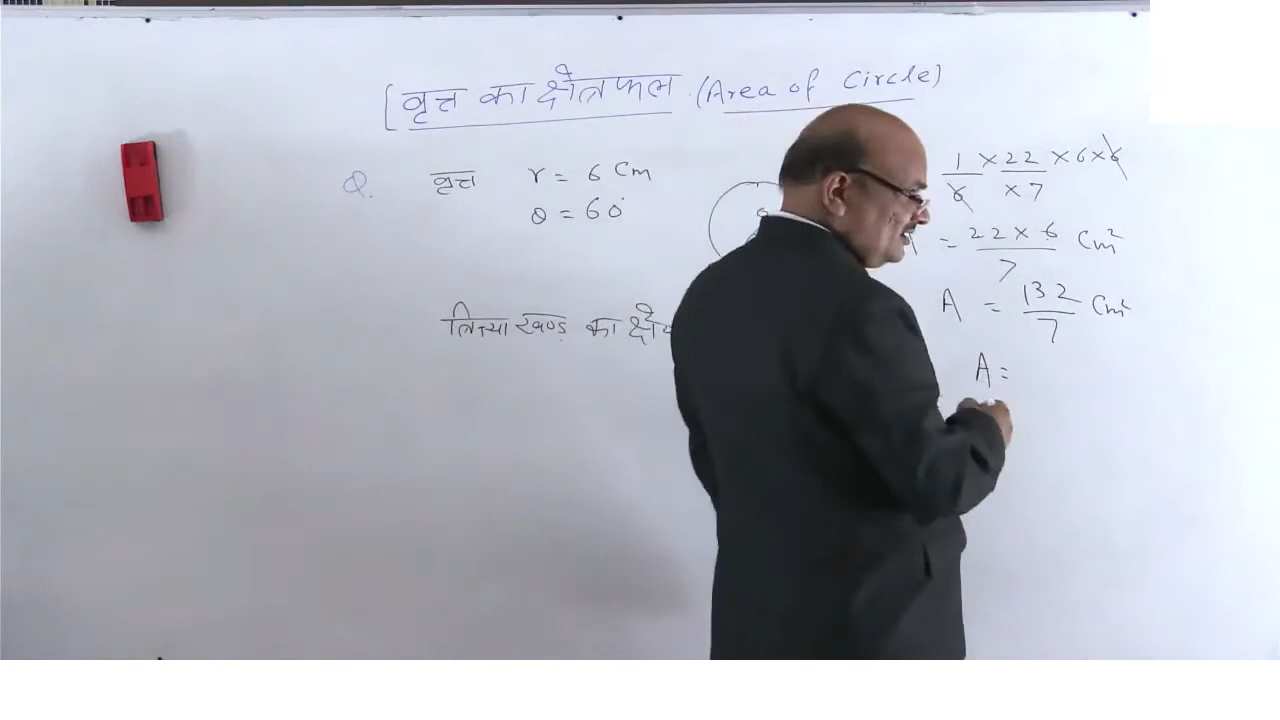 [वृत्त का क्षेत्रफल (Area of Circle)
Q. वृत्त r = 6 Cm
θ = 60°
त्रिज्या खण्ड का
1/6 × 22/×7 × 6 × 6
= 22 × 6/7 Cm²
A = 132/7 Cm²
A =